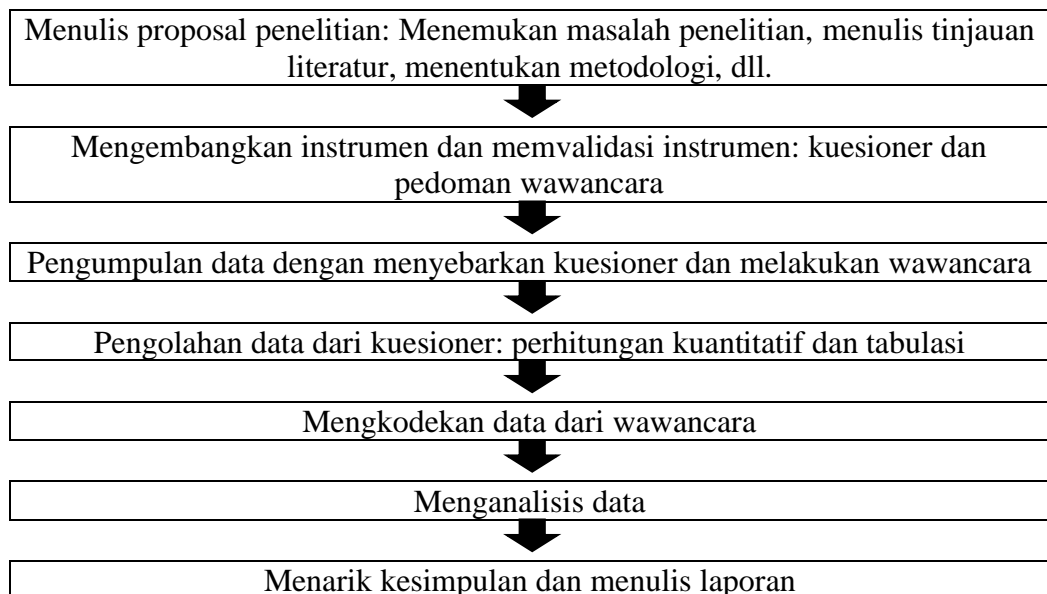 Menulis proposal penelitian: Menemukan masalah penelitian, menulis tinjauan
literatur, menentukan metodologi, dll.
Mengembangkan instrumen dan memvalidasi instrumen: kuesioner dan
pedoman wawancara
Pengumpulan data dengan menyebarkan kuesioner dan melakukan wawancara
Pengolahan data dari kuesioner: perhitungan kuantitatif dan tabulasi
Mengkodekan data dari wawancara
Menganalisis data
Menarik kesimpulan dan menulis laporan